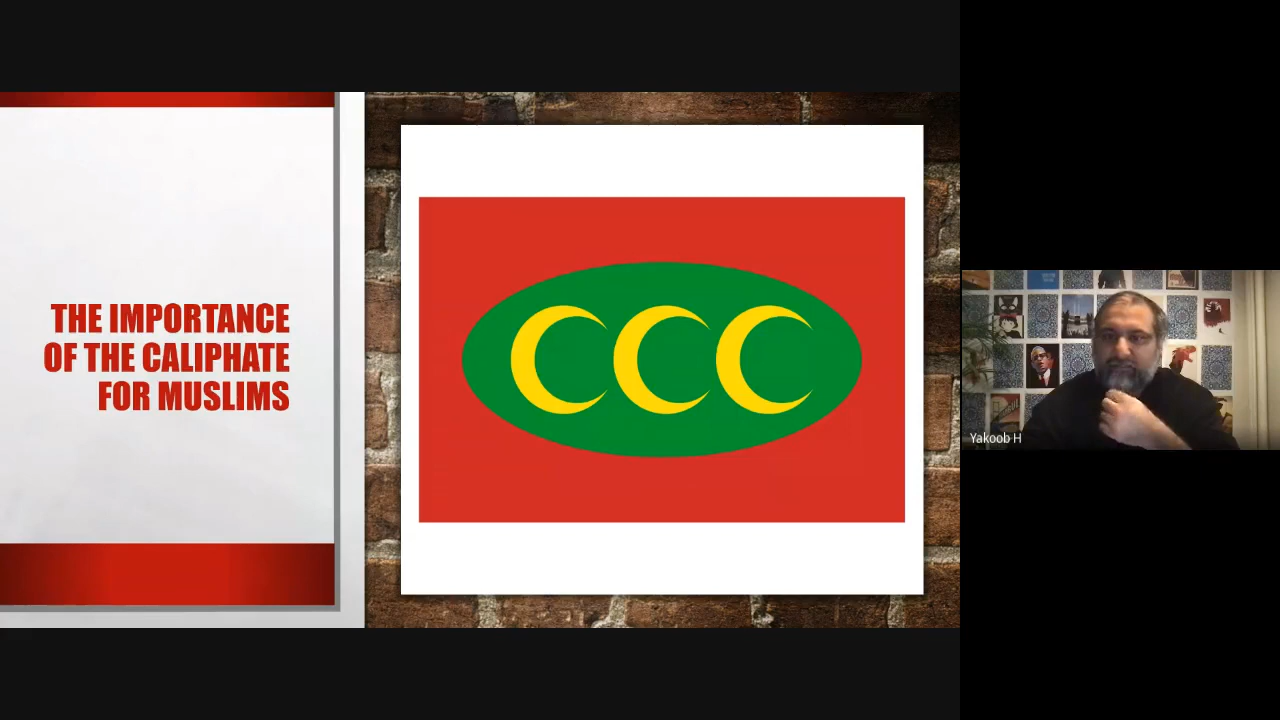 THE IMPORTANCE
OF THE CALIPHATE
FOR MUSLIMS
Yakoob H